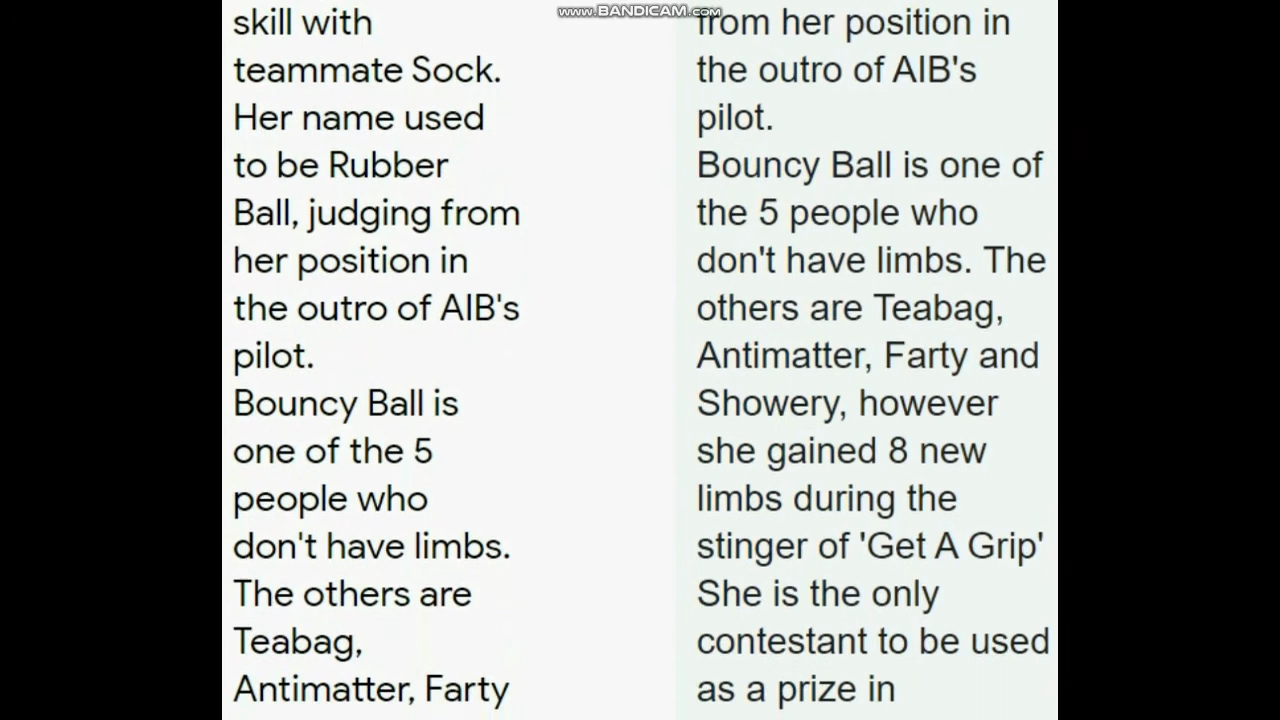 www.BANDICAM.com
skill with
teammate Sock.
Her name used
to be Rubber
Ball, judging from
her position in
the outro of AIB's
pilot.
Bouncy Ball is
one of the 5
people who
don't have limbs.
The others are
Teabag,
Antimatter, Farty
from her position in
the outro of AIB's
pilot.
Bouncy Ball is one of
the 5 people who
don't have limbs. The
others are Teabag,
Antimatter, Farty and
Showery, however
she gained 8 new
limbs during the
stinger of 'Get A Grip'
She is the only
contestant to be used
as a prize in